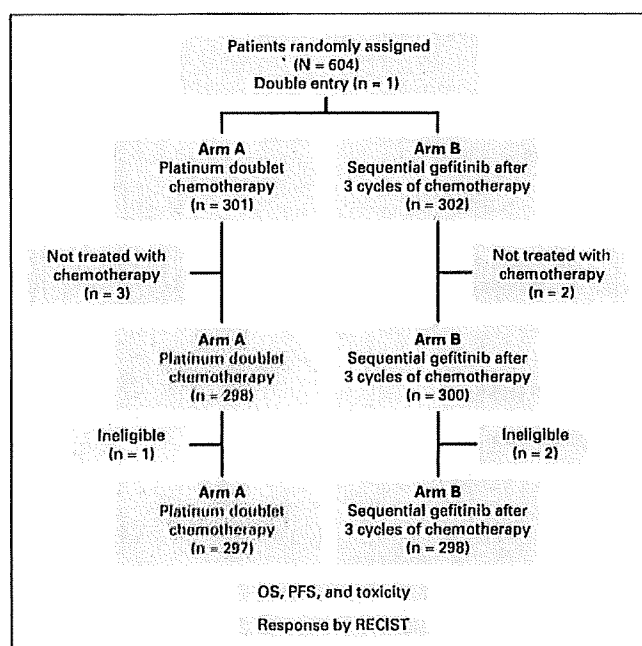 Patients randomly assigned
(N = 604)
Double entry (n = 1)
Arm A
Platinum doublet
chemotherapy
(n = 301)
Arm B
Sequential gefitinib after
3 cycles of chemotherapy
(n = 302)
Not treated with
chemotherapy
(n = 3)
Not treated with
chemotherapy
(n = 2)
Arm A
Platinum doublet
chemotherapy
(n = 298)
Arm B
Sequential gefitinib after
3 cycles of chemotherapy
(n = 300)
Ineligible
(n = 1)
Ineligible
(n = 2)
Arm A
Platinum doublet
chemotherapy
(n = 297)
Arm B
Sequential gefitinib after
3 cycles of chemotherapy
(n = 298)
OS, PFS, and toxicity
Response by RECIST